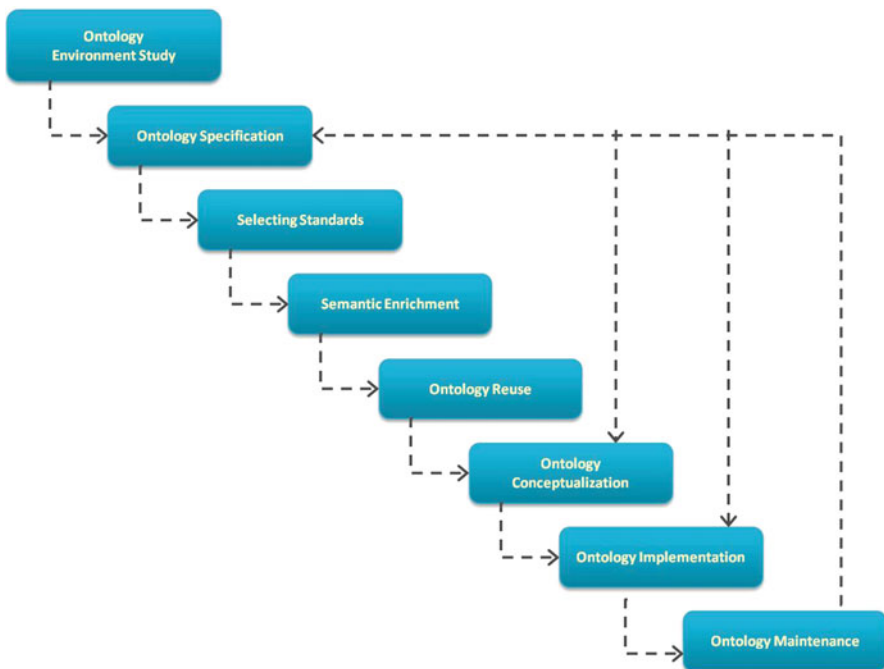 Ontology
Environment Study
Ontology Specification
Selecting Standards
Semantic Enrichment
Ontology Reuse
Ontology
Conceptualization
Ontology Implementation
Ontology Maintenance